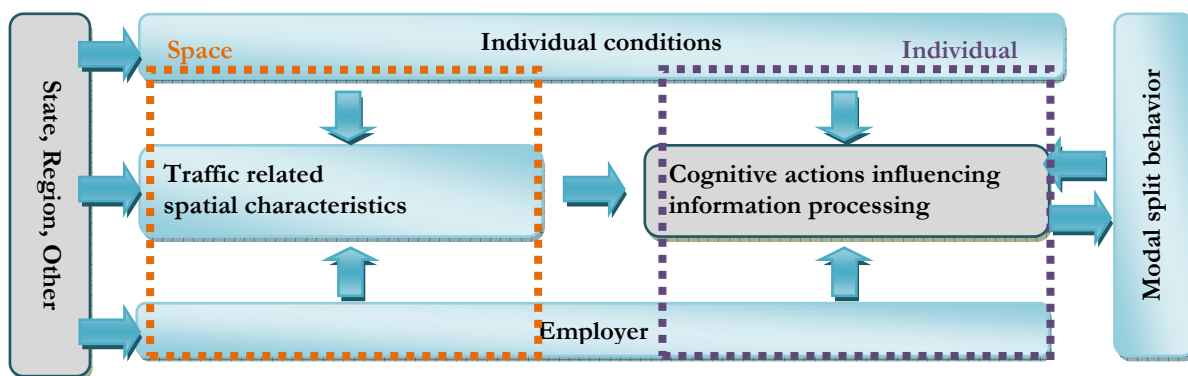 State, Region, Other
Individual conditions
Space
Individual
Traffic related
spatial characteristics
Cognitive actions influencing
information processing
Employer
Modal split behavior